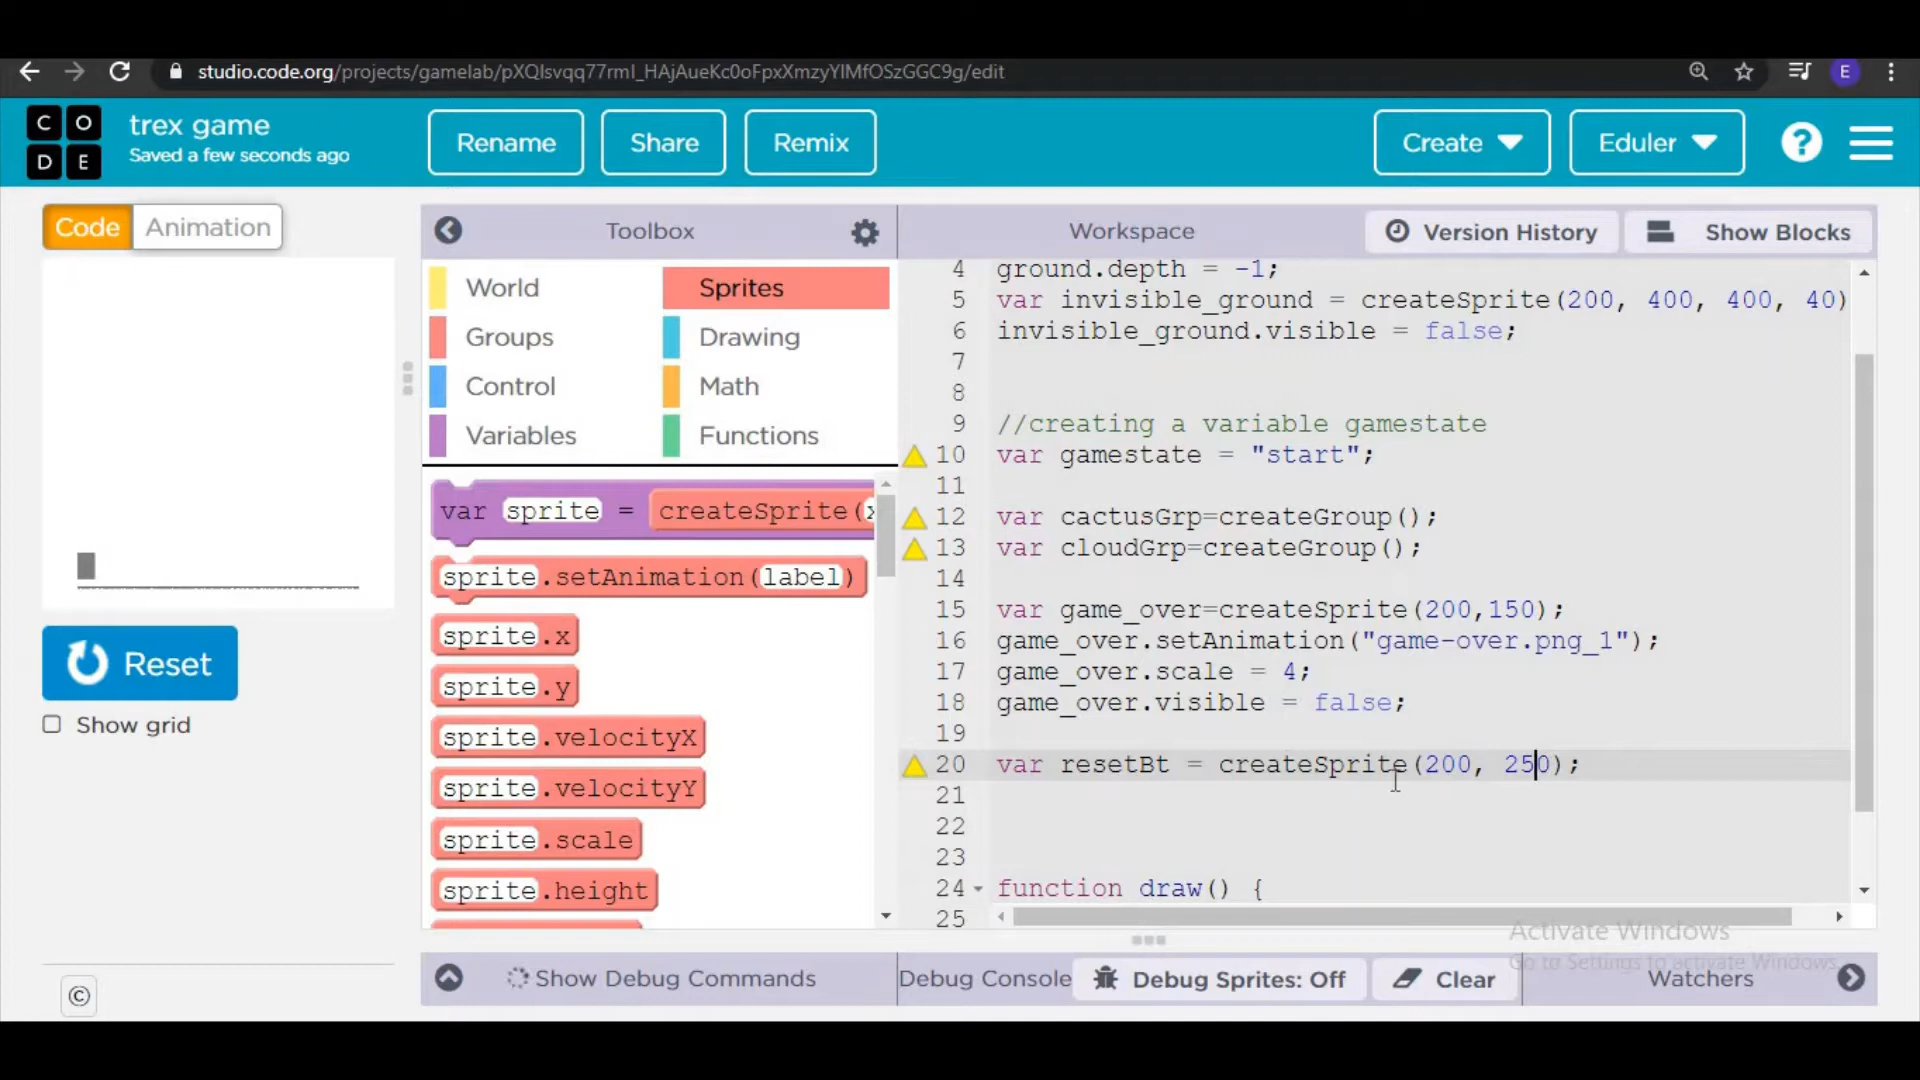 studio.code.org/projects/gamelab/pXQlsvqq77rmI_HAjAueKc0oFpxXmzyYlMfOSzGGC9g/edit
E
C O D E
trex game
Saved a few seconds ago
Rename
Share
Remix
Create
Eduler
?
Code
Animation
Toolbox
Workspace
Version History
Show Blocks
World
Sprites
Groups
Drawing
Control
Math
Variables
Functions
var sprite = createSprite(x
sprite.setAnimation(label)
sprite.x
sprite.y
sprite.velocityX
sprite.velocityY
sprite.scale
sprite.height
4 ground.depth = -1;
5 var invisible_ground = createSprite(200, 400, 400, 40)
6 invisible_ground.visible = false;
7
8
9 //creating a variable gamestate
10 var gamestate = "start";
11
12 var cactusGrp=createGroup();
13 var cloudGrp=createGroup();
14
15 var game_over=createSprite(200,150);
16 game_over.setAnimation("game-over.png_1");
17 game_over.scale = 4;
18 game_over.visible = false;
19
20 var resetBt = createSprite(200, 250);
21
22
23
24 function draw() {
25
Reset
Show grid
Activate Windows
Go to Settings to activate Windows.
©
Show Debug Commands
Debug Console
Debug Sprites: Off
Clear
Watchers